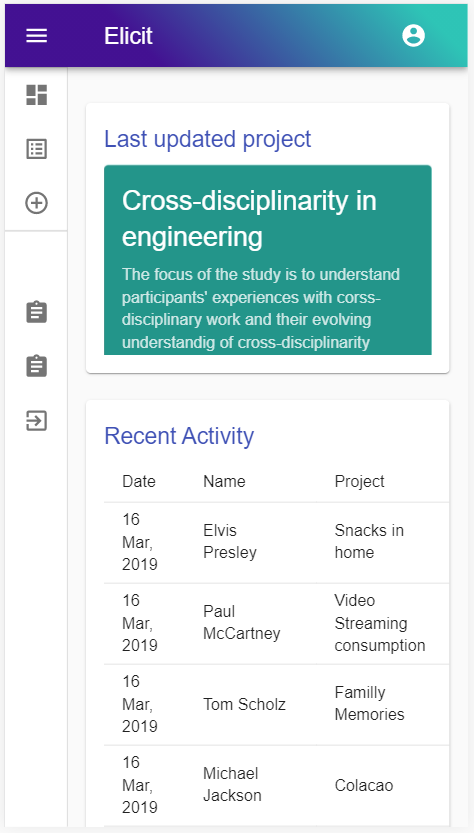 Elicit
Last updated project
Cross-disciplinarity in
engineering
The focus of the study is to understand
participants' experiences with corss-
disciplinary work and their evolving
understandig of cross-disciplinarity
Recent Activity
Date Name Project
16
Mar,
2019
Elvis
Presley
Snacks in
home
16
Mar,
2019
Paul
McCartney
Video
Streaming
consumption
16
Mar,
2019
Tom Scholz
Familly
Memories
16
Mar,
2019
Michael
Jackson
Colacao